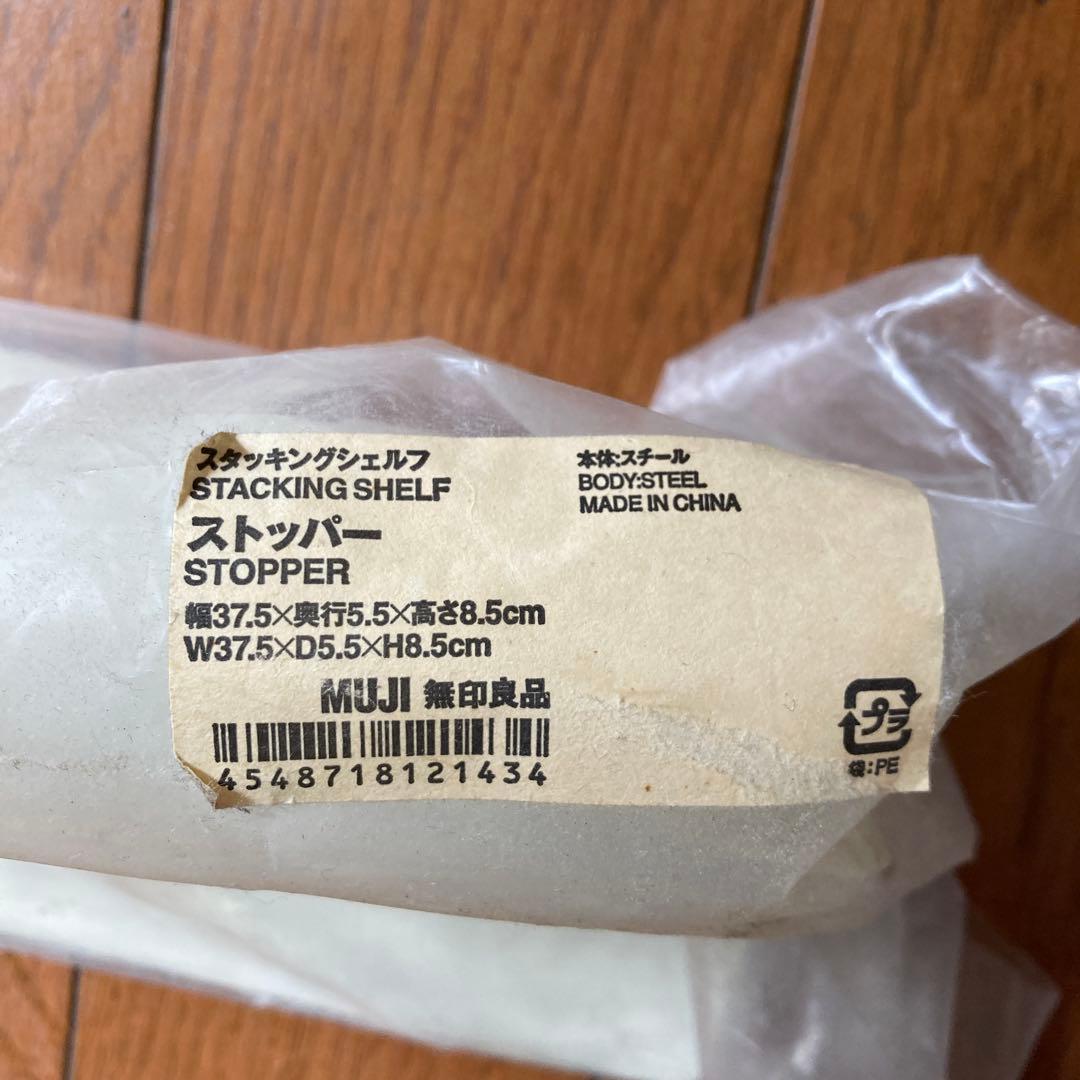 スタッキングシェルフ
STACKING SHELF
ストッパー
STOPPER
幅37.5×奥行5.5×高さ8.5cm
W37.5×D5.5×H8.5cm
MUJI 無印良品
4548718121434
本体:スチール
BODY:STEEL
MADE IN CHINA
プラ
袋:PE